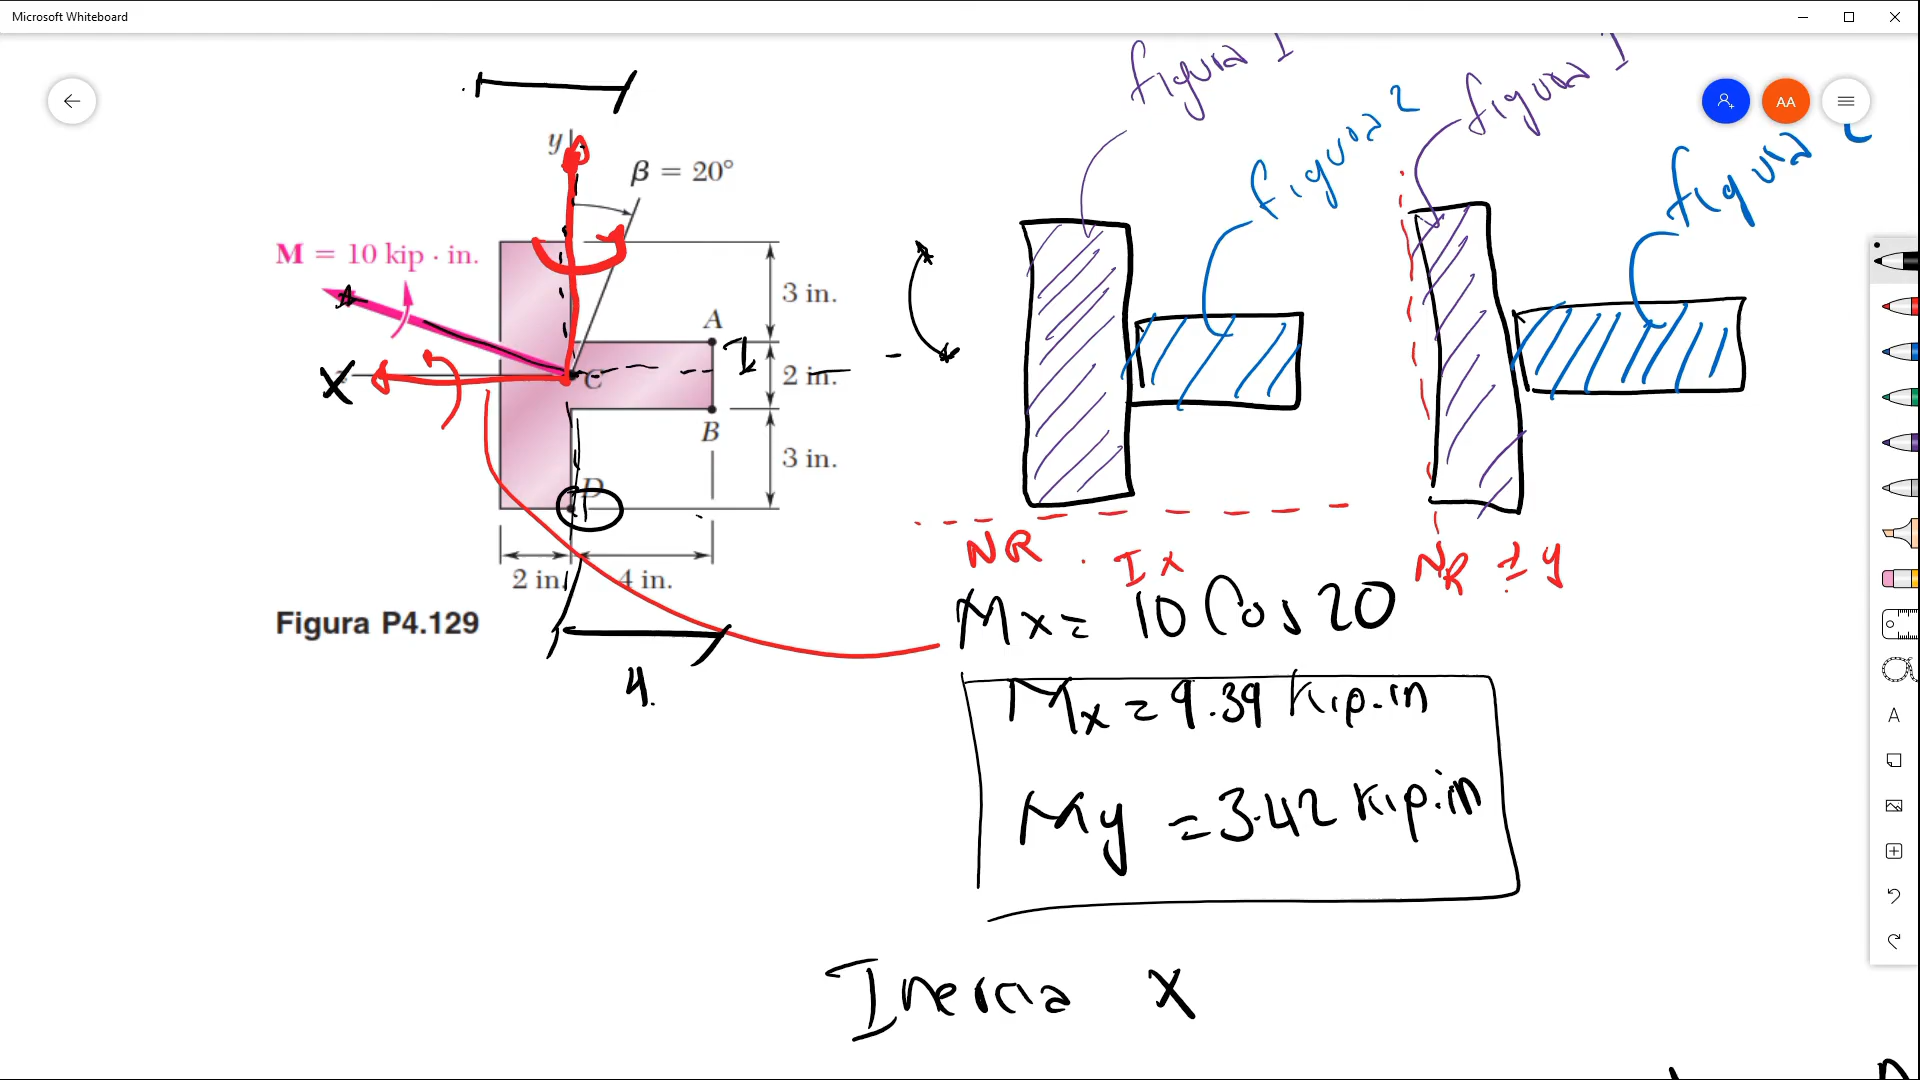 Microsoft Whiteboard
figura 1
figura 1
figura 2
figura 2
AA
y
β = 20°
M = 10 kip · in.
3 in.
A
X
C
2 in.
B
3 in.
D
2 in.
4 in.
NR . Ix
NR
Mx = 10 Cos 20
Figura P4.129
4.
Mx = 9.39 kip.in
My = 3.42 kip.in
Inercia x
A